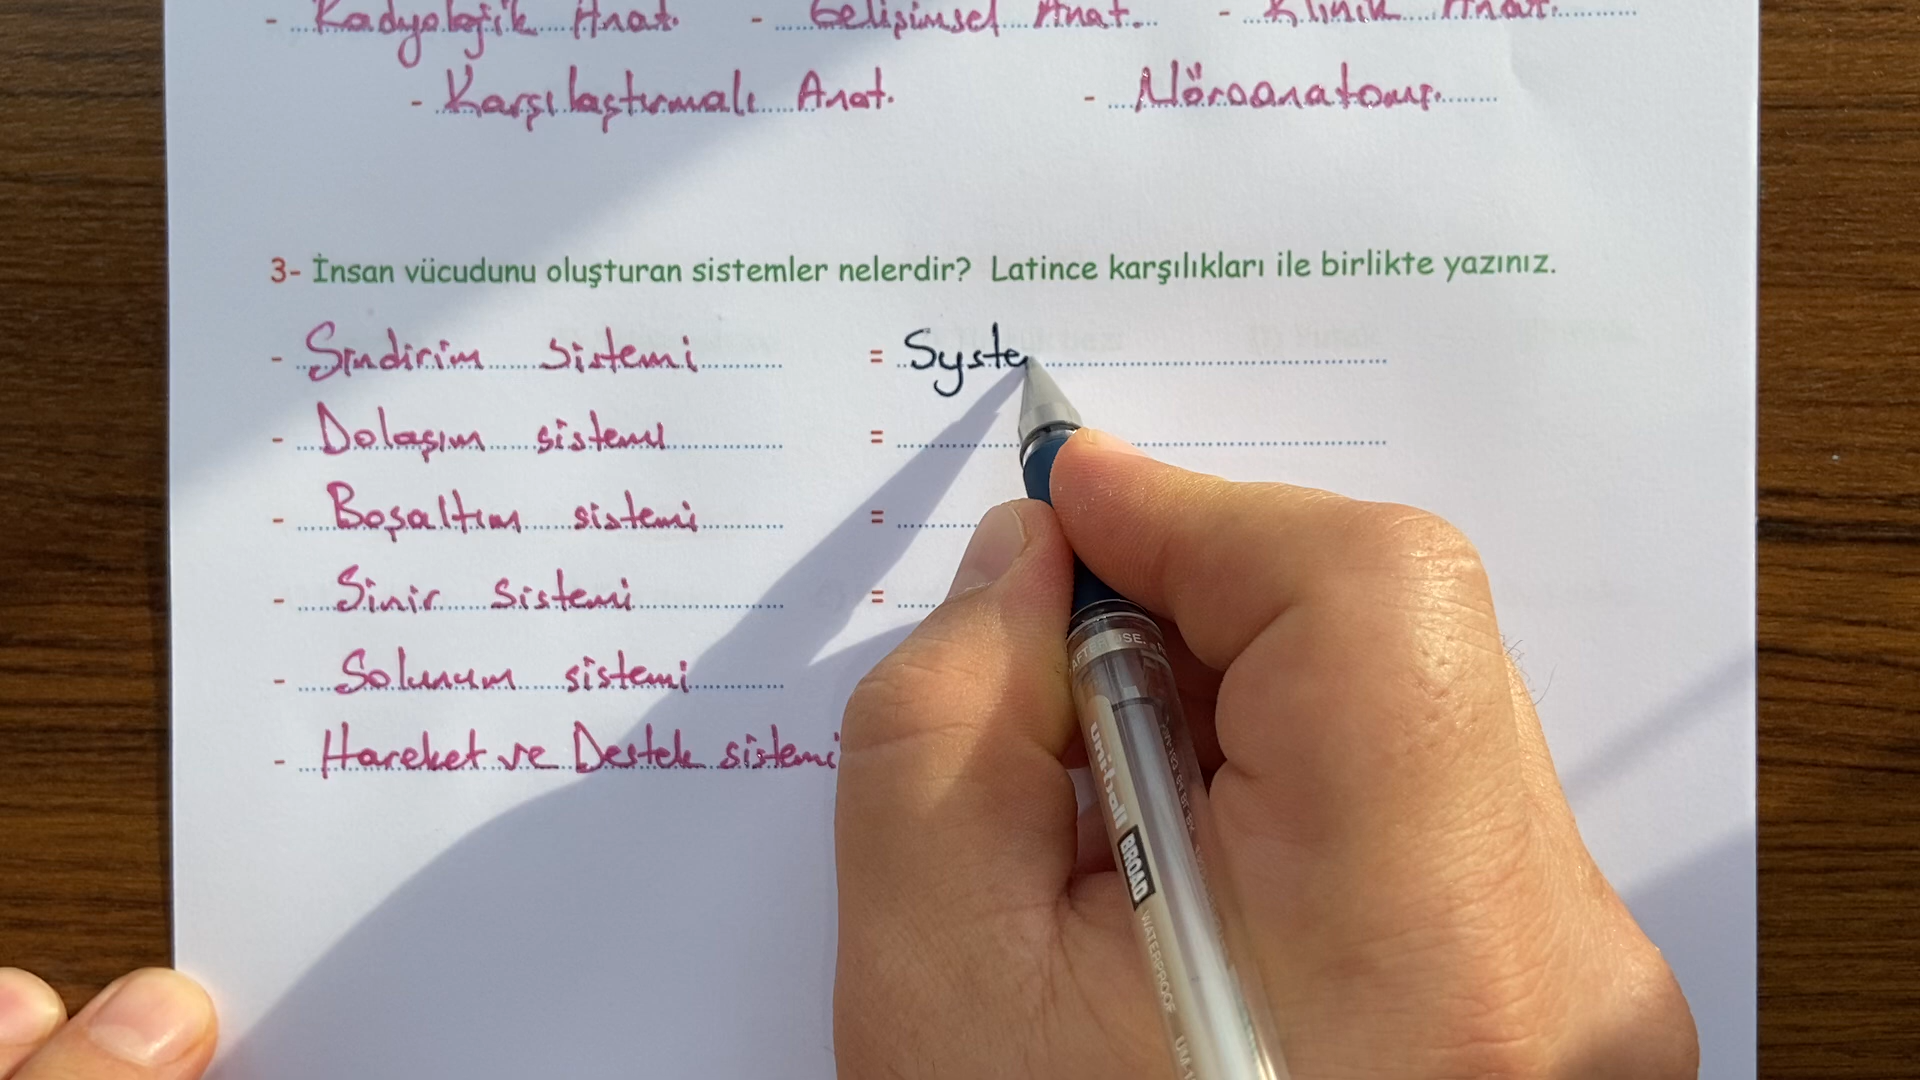 - Radyolojik Anat. - Gelişimsel Anat. - Klinik Anat.
- Karşılaştırmalı Anat. - Nöroanatomi.
3- İnsan vücudunu oluşturan sistemler nelerdir? Latince karşılıkları ile birlikte yazınız.
- Sindirim sistemi = Syste
- Dolaşım sistemi =
- Boşaltım sistemi =
- Sinir sistemi =
- Solunum sistemi
- Hareket ve Destek sistemi
uniball
BROAD
WATERPROOF